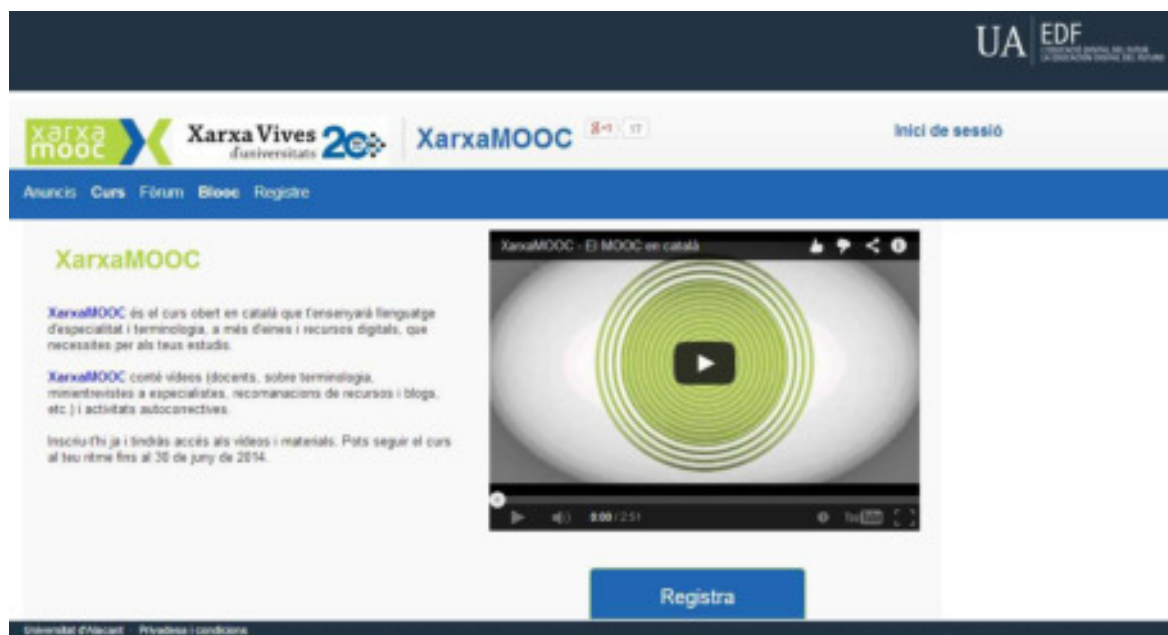 UA EDF
xarxa
mooc
Xarxa Vives 20
d'universitats
XarxaMOOC
+1 17
Inici de sessió
Anuncis Curs Fòrum Blooc Registre
XarxaMOOC
XarxaMOOC és el curs obert en català que t'ensenyarà llenguatge
d'especialitat i terminologia, a més d'eines i recursos digitals, que
necessites per als teus estudis.
XarxaMOOC conté vídeos (docents, sobre terminologia,
minientrevistes a especialistes, recomanacions de recursos i blogs,
etc.) i activitats autocorrectives.
Inscriu-t'hi ja i tindràs accés als vídeos i materials. Pots seguir el curs
al teu ritme fins al 30 de juny de 2014.
XarxaMOOC - El MOOC en català
0:00 / 2:51
YouTube
Registra
Universitat d'Alacant Privadesa i condicions